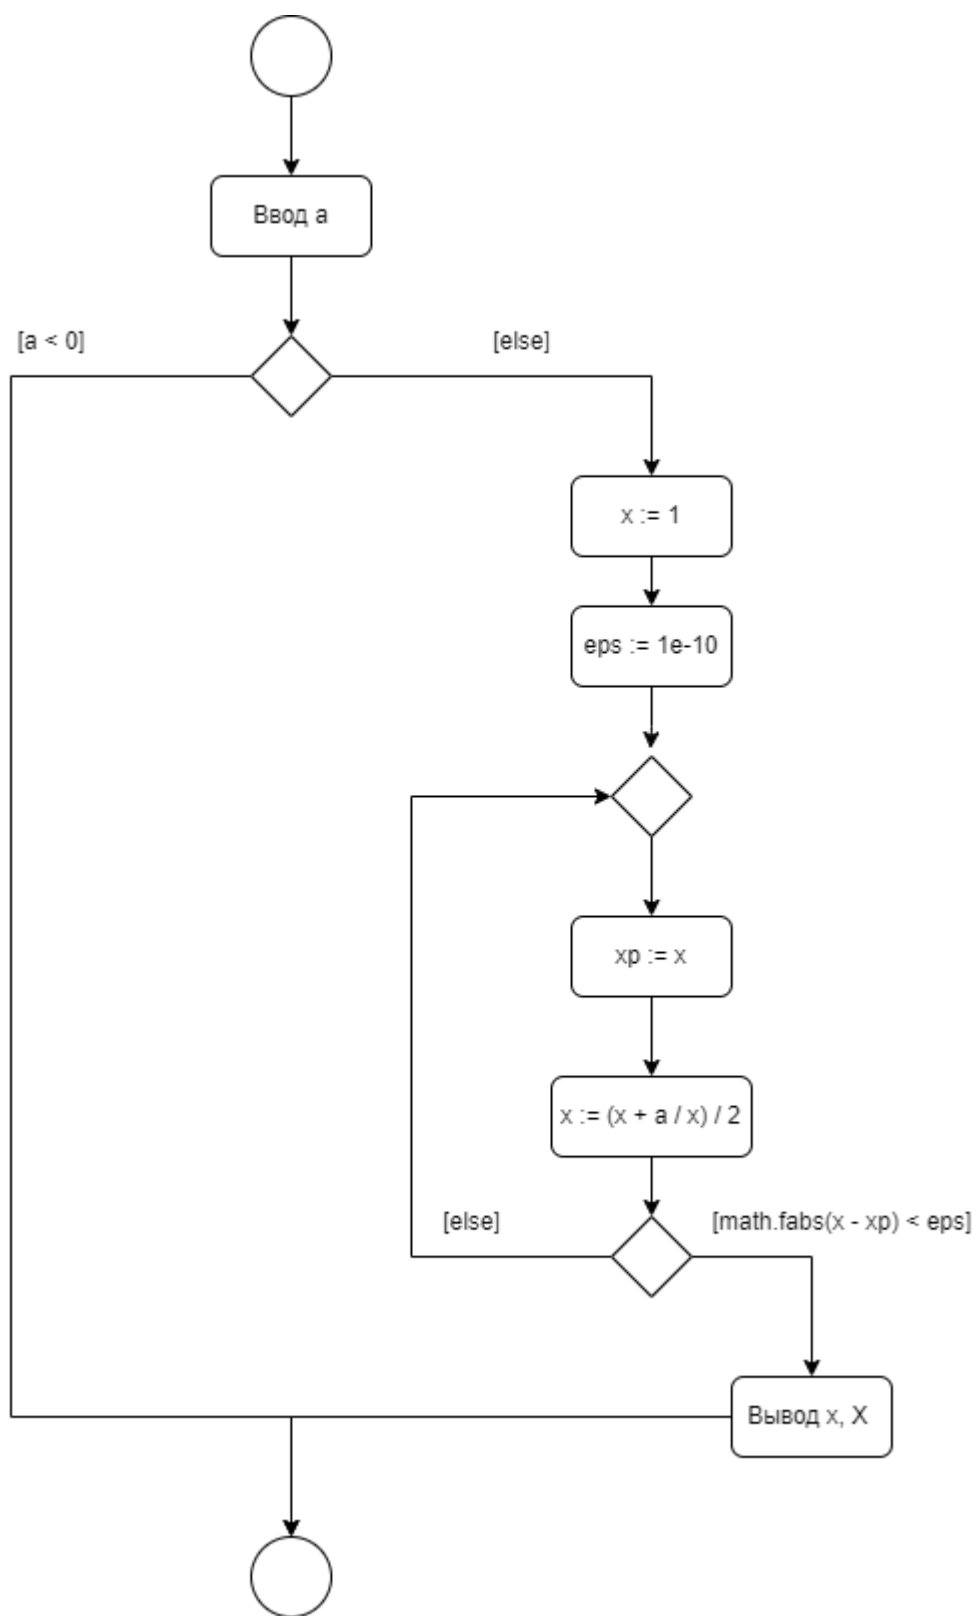 Ввод a
[a < 0]
[else]
x := 1
eps := 1e-10
xp := x
x := (x + a / x) / 2
[else]
[math.fabs(x - xp) < eps]
Вывод x, X